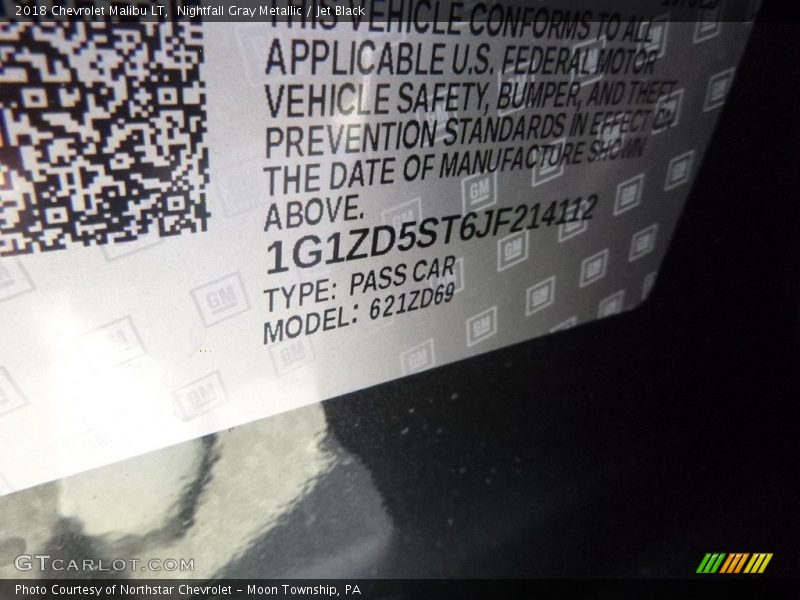 2018 Chevrolet Malibu LT, Nightfall Gray Metallic / Jet Black
THIS VEHICLE CONFORMS TO ALL
APPLICABLE U.S. FEDERAL MOTOR
VEHICLE SAFETY, BUMPER, AND THEFT
PREVENTION STANDARDS IN EFFECT ON
THE DATE OF MANUFACTURE SHOWN
ABOVE.
1G1ZD5ST6JF214112
TYPE: PASS CAR
MODEL: 621ZD69
GM
GTCARLOT.COM
Photo Courtesy of Northstar Chevrolet – Moon Township, PA